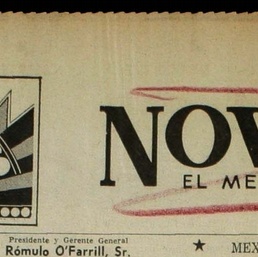 NOV
EL ME
Presidente y Gerente General
Rómulo O'Farrill, Sr.
★ MEX